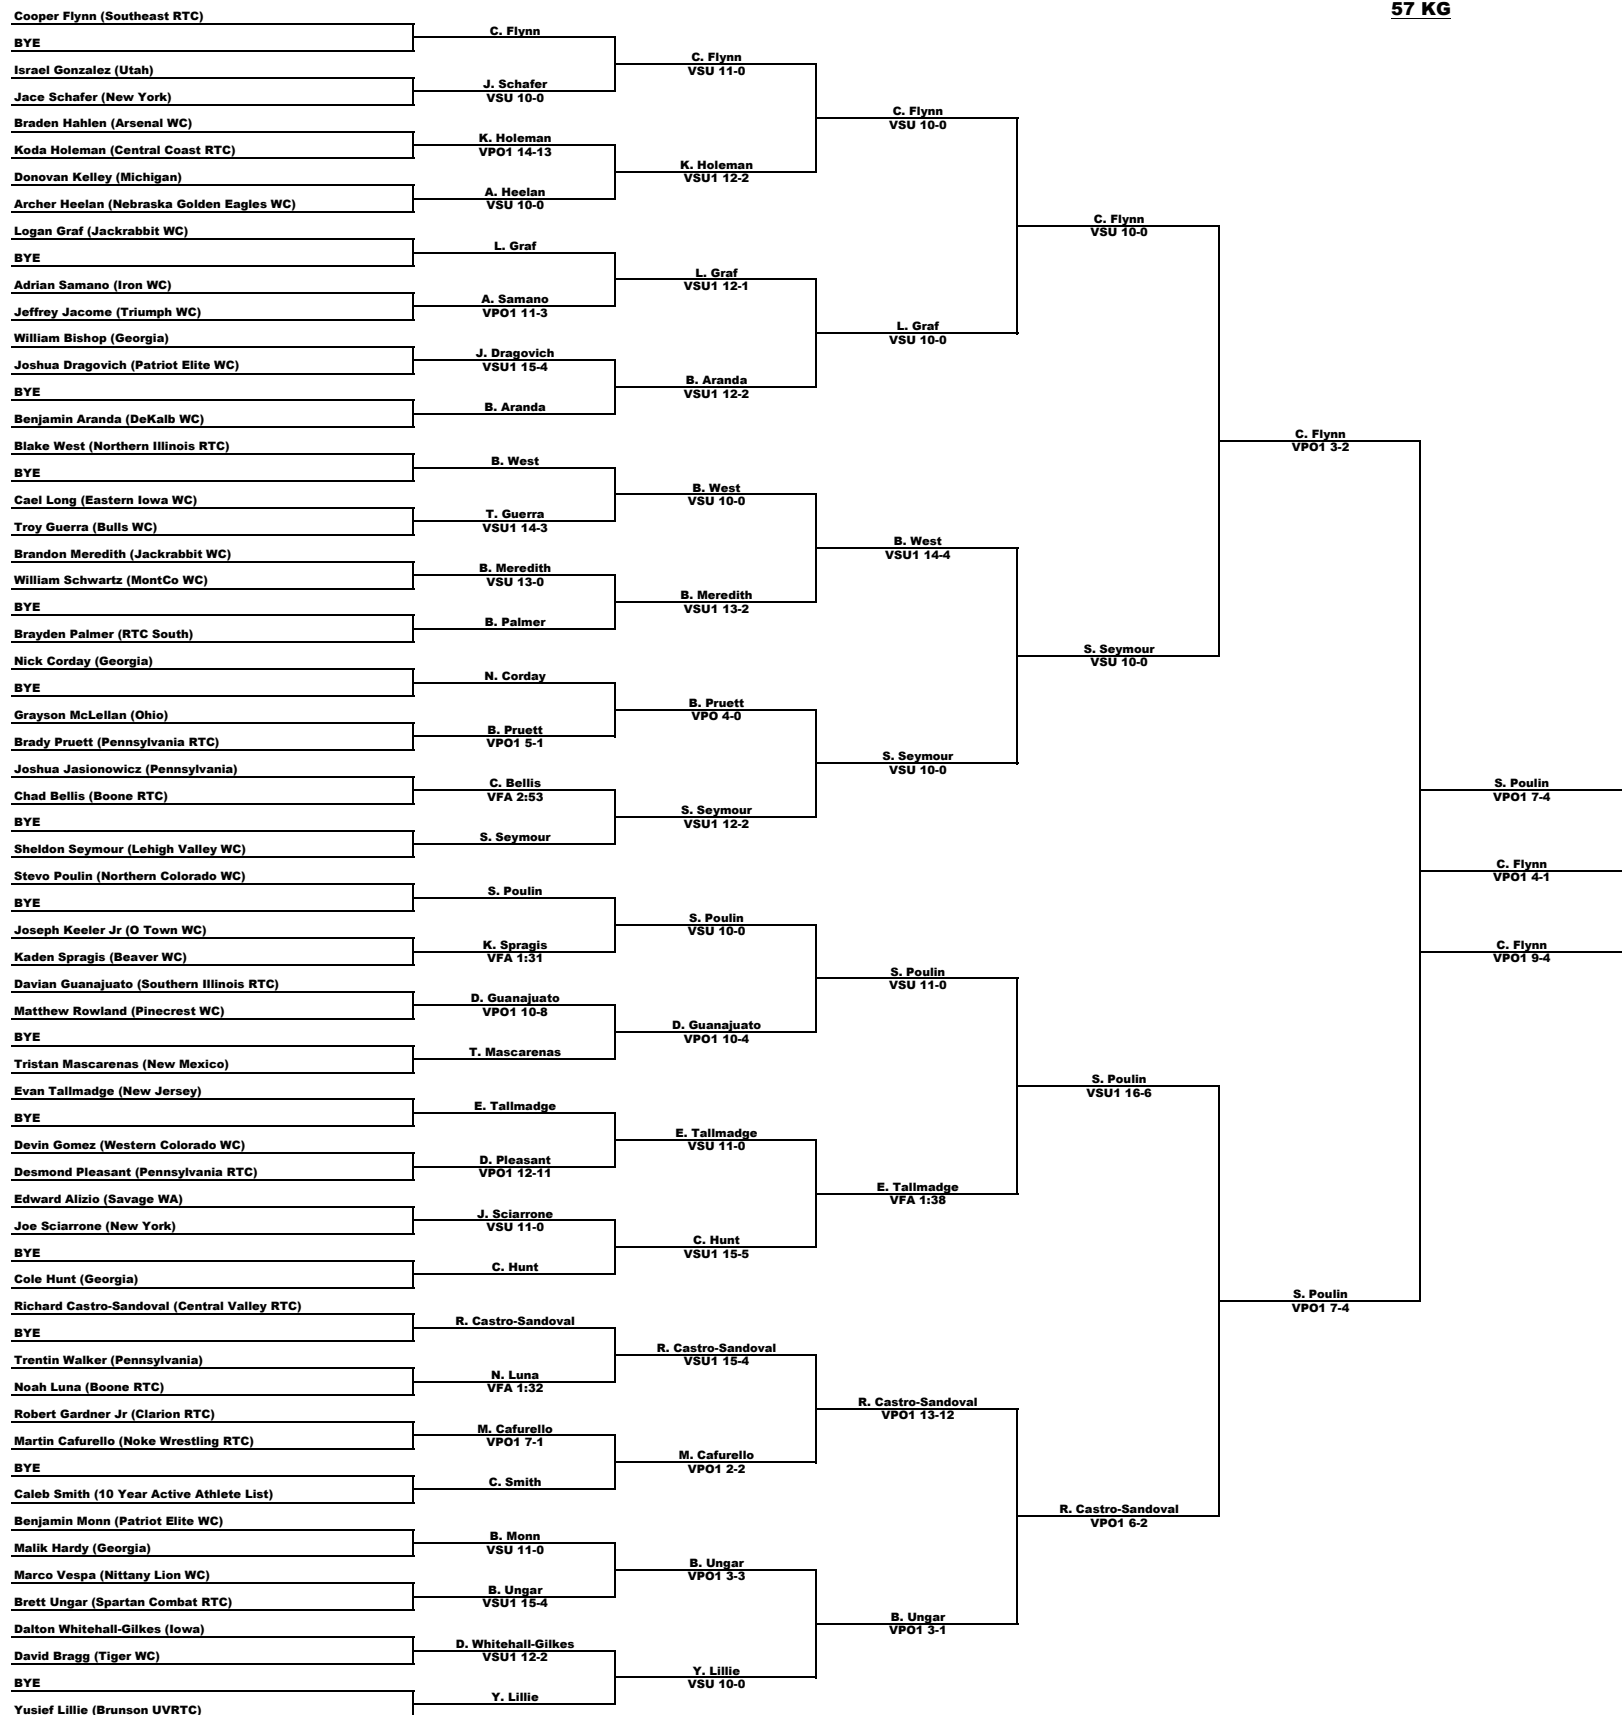 57 KG
Cooper Flynn (Southeast RTC)
BYE
Israel Gonzalez (Utah)
Jace Schafer (New York)
Braden Hahlen (Arsenal WC)
Koda Holeman (Central Coast RTC)
Donovan Kelley (Michigan)
Archer Heelan (Nebraska Golden Eagles WC)
Logan Graf (Jackrabbit WC)
BYE
Adrian Samano (Iron WC)
Jeffrey Jacome (Triumph WC)
William Bishop (Georgia)
Joshua Dragovich (Patriot Elite WC)
BYE
Benjamin Aranda (DeKalb WC)
Blake West (Northern Illinois RTC)
BYE
Cael Long (Eastern Iowa WC)
Troy Guerra (Bulls WC)
Brandon Meredith (Jackrabbit WC)
William Schwartz (MontCo WC)
BYE
Brayden Palmer (RTC South)
Nick Corday (Georgia)
BYE
Grayson McLellan (Ohio)
Brady Pruett (Pennsylvania RTC)
Joshua Jasionowicz (Pennsylvania)
Chad Bellis (Boone RTC)
BYE
Sheldon Seymour (Lehigh Valley WC)
Stevo Poulin (Northern Colorado WC)
BYE
Joseph Keeler Jr (O Town WC)
Kaden Spragis (Beaver WC)
Davian Guanajuato (Southern Illinois RTC)
Matthew Rowland (Pinecrest WC)
BYE
Tristan Mascarenas (New Mexico)
Evan Tallmadge (New Jersey)
BYE
Devin Gomez (Western Colorado WC)
Desmond Pleasant (Pennsylvania RTC)
Edward Alizio (Savage WA)
Joe Sciarrone (New York)
BYE
Cole Hunt (Georgia)
Richard Castro-Sandoval (Central Valley RTC)
BYE
Trentin Walker (Pennsylvania)
Noah Luna (Boone RTC)
Robert Gardner Jr (Clarion RTC)
Martin Cafurello (Noke Wrestling RTC)
BYE
Caleb Smith (10 Year Active Athlete List)
Benjamin Monn (Patriot Elite WC)
Malik Hardy (Georgia)
Marco Vespa (Nittany Lion WC)
Brett Ungar (Spartan Combat RTC)
Dalton Whitehall-Gilkes (Iowa)
David Bragg (Tiger WC)
BYE
Yusief Lillie (Brunson UVRTC)
C. Flynn
J. Schafer
VSU 10-0
K. Holeman
VPO1 14-13
A. Heelan
VSU 10-0
L. Graf
A. Samano
VPO1 11-3
J. Dragovich
VSU1 15-4
B. Aranda
B. West
T. Guerra
VSU1 14-3
B. Meredith
VSU 13-0
B. Palmer
N. Corday
B. Pruett
VPO1 5-1
C. Bellis
VFA 2:53
S. Seymour
S. Poulin
K. Spragis
VFA 1:31
D. Guanajuato
VPO1 10-8
T. Mascarenas
E. Tallmadge
D. Pleasant
VPO1 12-11
J. Sciarrone
VSU 11-0
C. Hunt
R. Castro-Sandoval
N. Luna
VFA 1:32
M. Cafurello
VPO1 7-1
C. Smith
B. Monn
VSU 11-0
B. Ungar
VSU1 15-4
D. Whitehall-Gilkes
VSU1 12-2
Y. Lillie
C. Flynn
VSU 11-0
K. Holeman
VSU1 12-2
L. Graf
VSU1 12-1
B. Aranda
VSU1 12-2
B. West
VSU 10-0
B. Meredith
VSU1 13-2
B. Pruett
VPO 4-0
S. Seymour
VSU1 12-2
S. Poulin
VSU 10-0
D. Guanajuato
VPO1 10-4
E. Tallmadge
VSU 11-0
C. Hunt
VSU1 15-5
R. Castro-Sandoval
VSU1 15-4
M. Cafurello
VPO1 2-2
B. Ungar
VPO1 3-3
Y. Lillie
VSU 10-0
C. Flynn
VSU 10-0
L. Graf
VSU 10-0
B. West
VSU1 14-4
S. Seymour
VSU 10-0
S. Poulin
VSU 11-0
E. Tallmadge
VFA 1:38
R. Castro-Sandoval
VPO1 13-12
B. Ungar
VPO1 3-1
C. Flynn
VSU 10-0
S. Seymour
VSU 10-0
S. Poulin
VSU1 16-6
R. Castro-Sandoval
VPO1 6-2
C. Flynn
VPO1 3-2
S. Poulin
VPO1 7-4
S. Poulin
VPO1 7-4
C. Flynn
VPO1 4-1
C. Flynn
VPO1 9-4